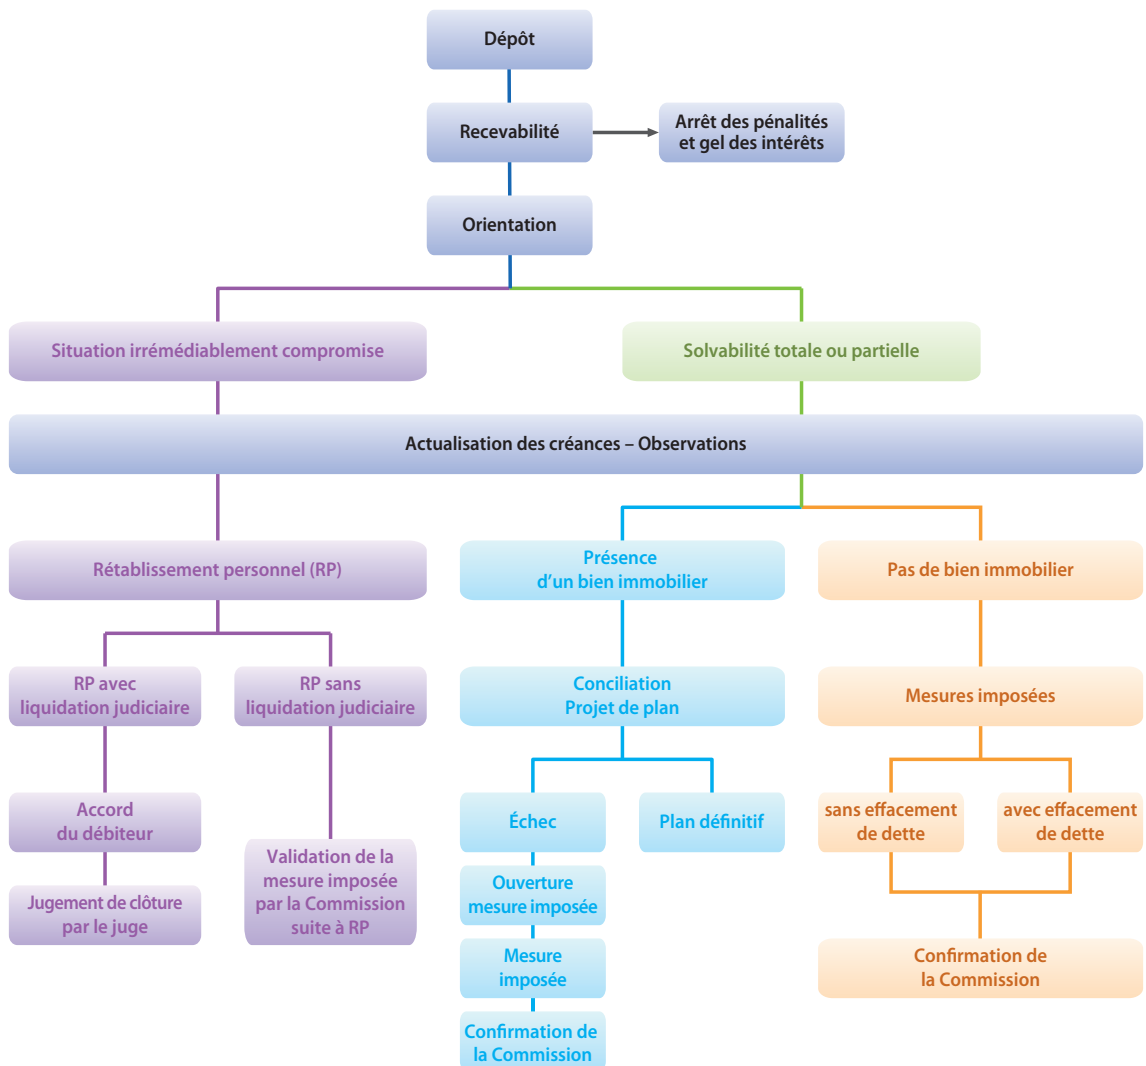 Dépôt
Recevabilité
Arrêt des pénalités
et gel des intérêts
Orientation
Situation irrémédiablement compromise
Solvabilité totale ou partielle
Actualisation des créances – Observations
Rétablissement personnel (RP)
Présence
d’un bien immobilier
Pas de bien immobilier
RP avec
liquidation judiciaire
RP sans
liquidation judiciaire
Conciliation
Projet de plan
Mesures imposées
Accord
du débiteur
Échec
Plan définitif
sans effacement
de dette
avec effacement
de dette
Validation de la
mesure imposée
par la Commission
suite à RP
Jugement de clôture
par le juge
Ouverture
mesure imposée
Mesure
imposée
Confirmation de
la Commission
Confirmation de
la Commission